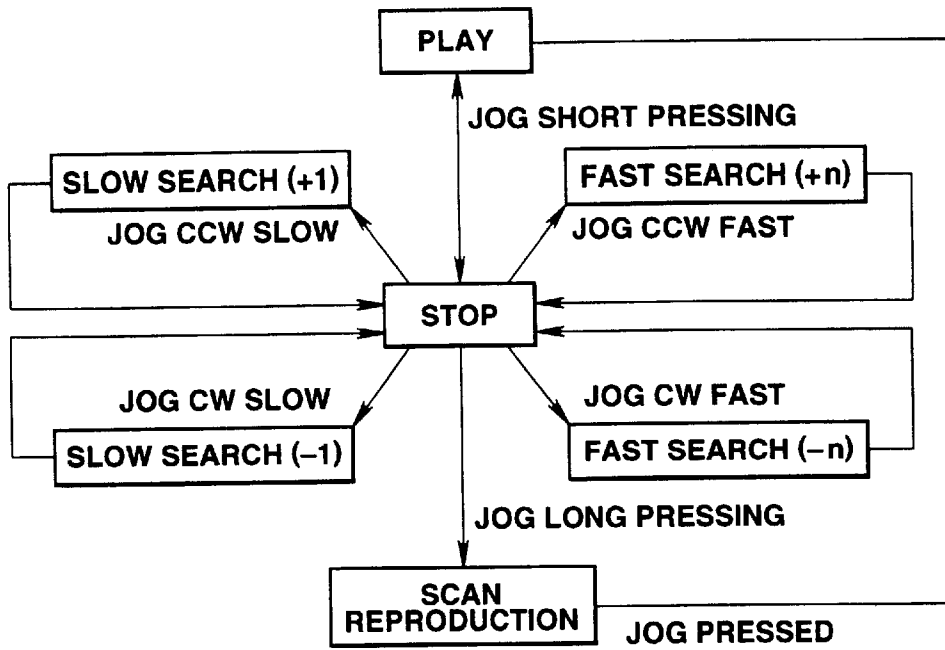 PLAY
JOG SHORT PRESSING
SLOW SEARCH (+1)
FAST SEARCH (+n)
JOG CCW SLOW
JOG CCW FAST
STOP
JOG CW SLOW
JOG CW FAST
SLOW SEARCH (−1)
FAST SEARCH (−n)
JOG LONG PRESSING
SCAN
REPRODUCTION
JOG PRESSED